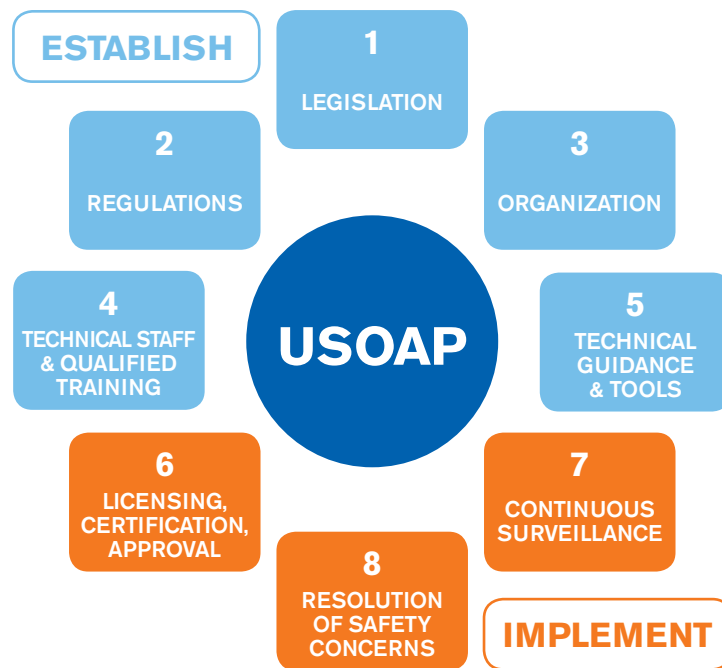 ESTABLISH
1
LEGISLATION
2
REGULATIONS
3
ORGANIZATION
USOAP
4
TECHNICAL STAFF
& QUALIFIED
TRAINING
5
TECHNICAL
GUIDANCE
& TOOLS
6
LICENSING,
CERTIFICATION,
APPROVAL
7
CONTINUOUS
SURVEILLANCE
8
RESOLUTION
OF SAFETY
CONCERNS
IMPLEMENT